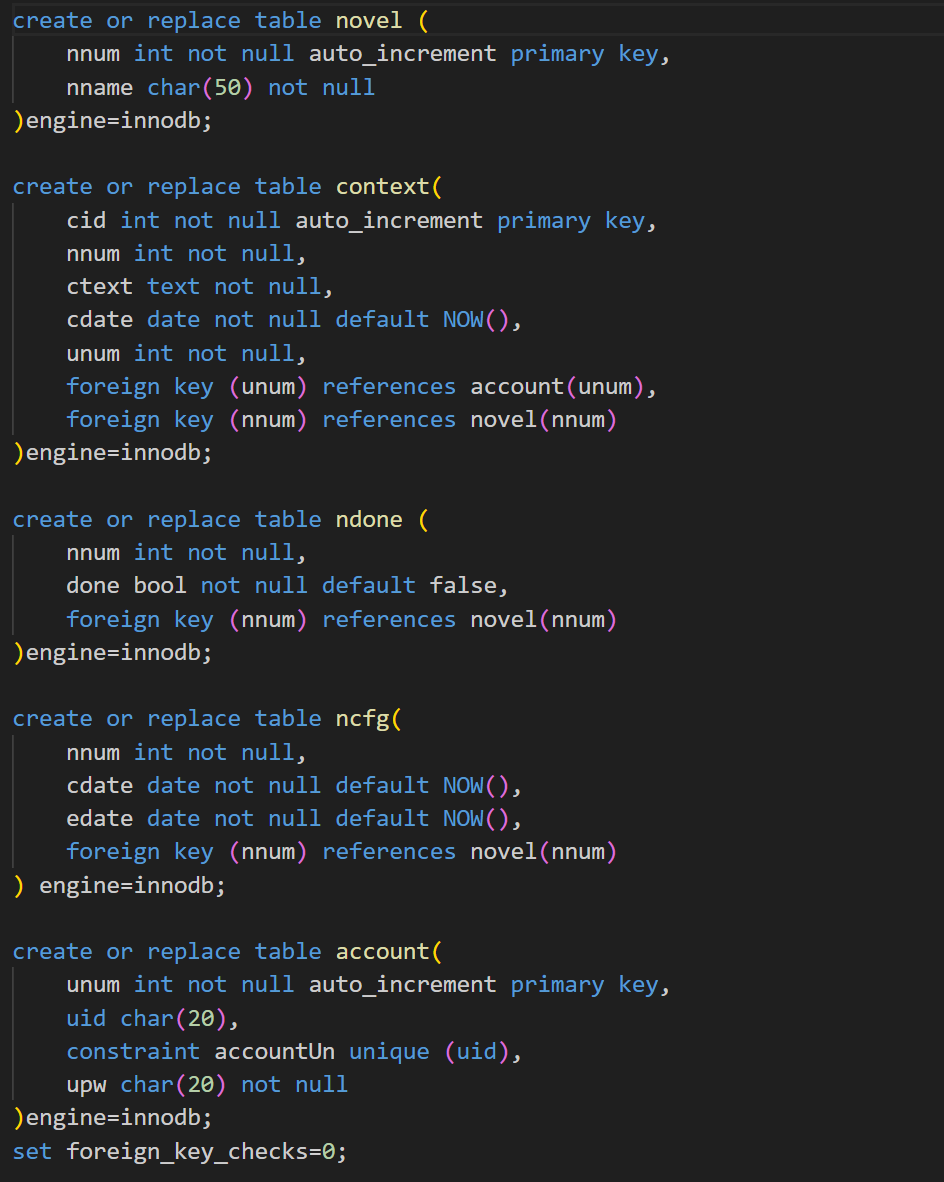 create or replace table novel (
    nnum int not null auto_increment primary key,
    nname char(50) not null
)engine=innodb;

create or replace table context(
    cid int not null auto_increment primary key,
    nnum int not null,
    ctext text not null,
    cdate date not null default NOW(),
    unum int not null,
    foreign key (unum) references account(unum),
    foreign key (nnum) references novel(nnum)
)engine=innodb;

create or replace table ndone (
    nnum int not null,
    done bool not null default false,
    foreign key (nnum) references novel(nnum)
)engine=innodb;

create or replace table ncfg(
    nnum int not null,
    cdate date not null default NOW(),
    edate date not null default NOW(),
    foreign key (nnum) references novel(nnum)
) engine=innodb;

create or replace table account(
    unum int not null auto_increment primary key,
    uid char(20),
    constraint accountUn unique (uid),
    upw char(20) not null
)engine=innodb;
set foreign_key_checks=0;